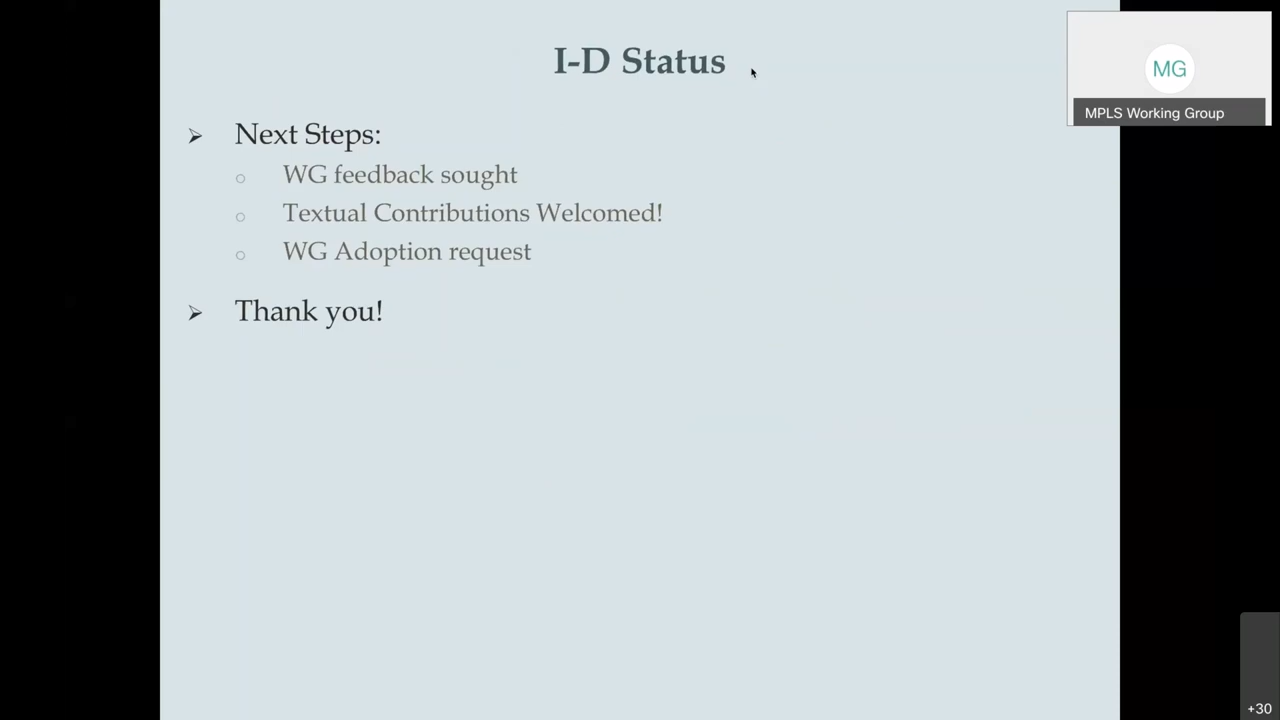 I-D Status
MG
MPLS Working Group
Next Steps:
WG feedback sought
Textual Contributions Welcomed!
WG Adoption request
Thank you!
+30